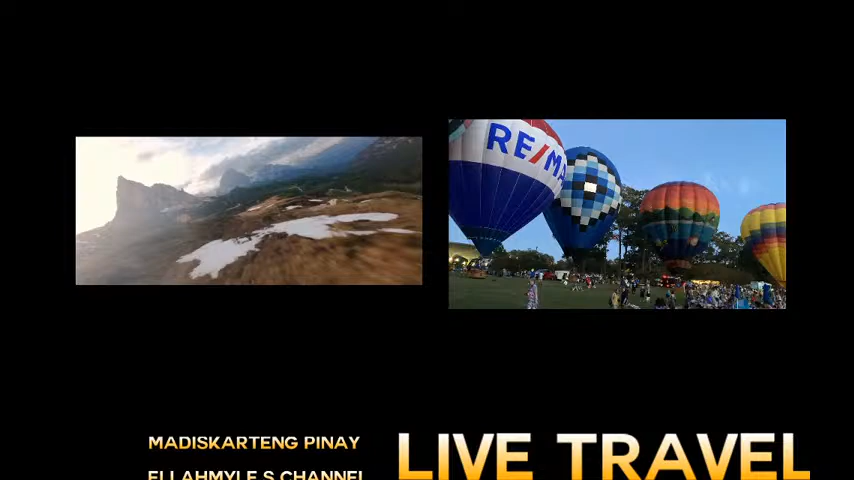 RE/MA
MADISKARTENG PINAY
ELLAHMYLE S CHANNEL
LIVE TRAVEL